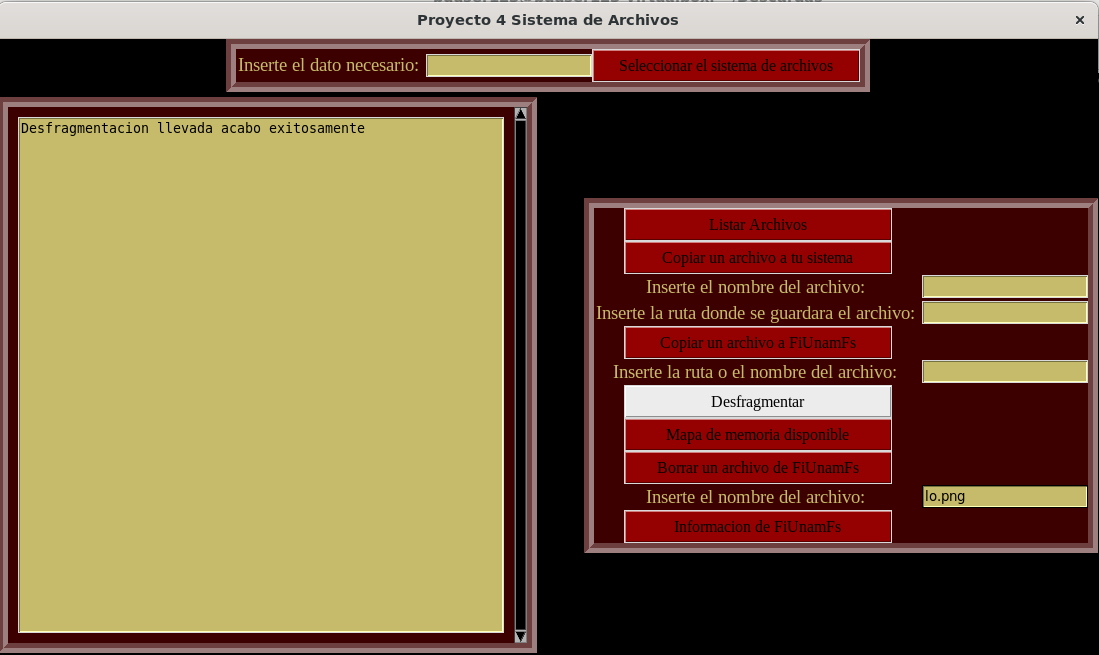 Proyecto 4 Sistema de Archivos
Inserte el dato necesario: Seleccionar el sistema de archivos
Desfragmentacion llevada acabo exitosamente
Listar Archivos
Copiar un archivo a tu sistema
Inserte el nombre del archivo:
Inserte la ruta donde se guardara el archivo:
Copiar un archivo a FiUnamFs
Inserte la ruta o el nombre del archivo:
Desfragmentar
Mapa de memoria disponible
Borrar un archivo de FiUnamFs
Inserte el nombre del archivo: lo.png
Informacion de FiUnamFs